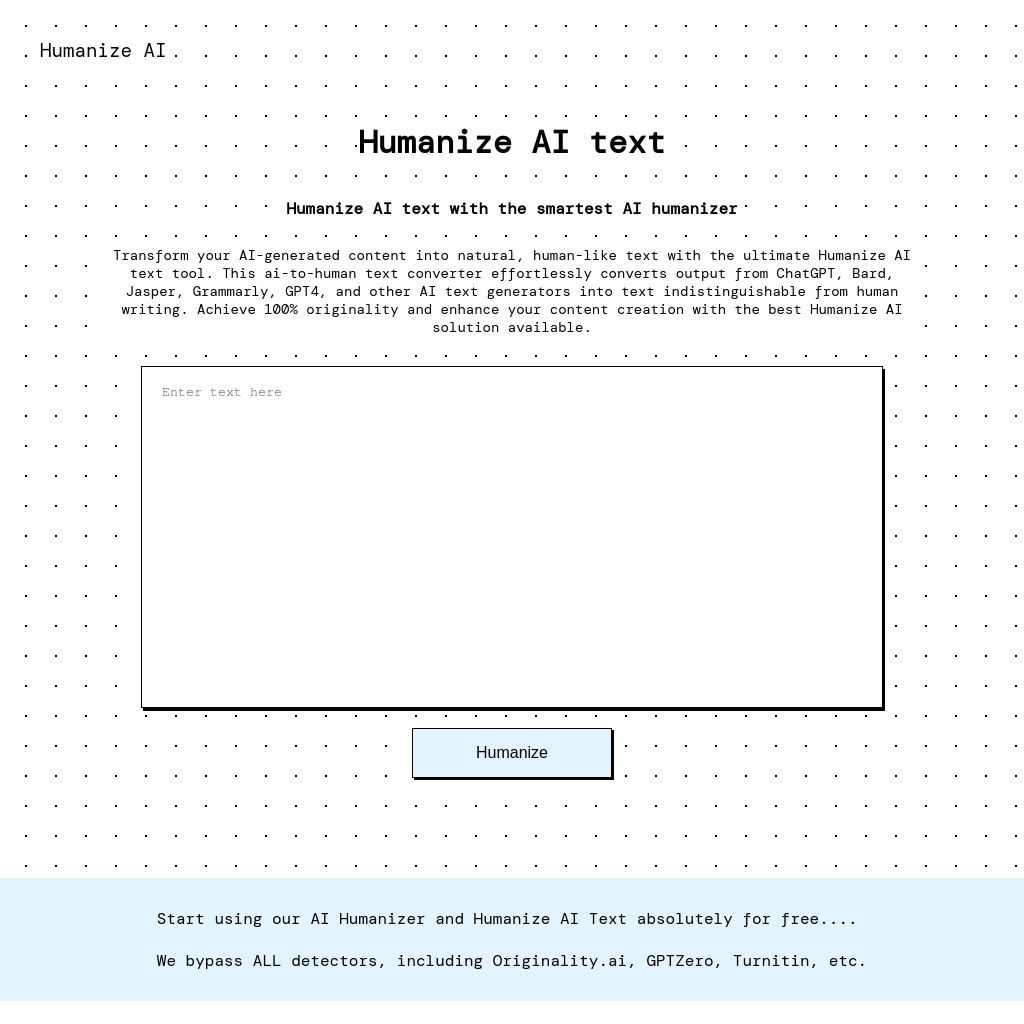 Humanize AI
Humanize AI text
Humanize AI text with the smartest AI humanizer
Transform your AI-generated content into natural, human-like text with the ultimate Humanize AI
text tool. This ai-to-human text converter effortlessly converts output from ChatGPT, Bard,
Jasper, Grammarly, GPT4, and other AI text generators into text indistinguishable from human
writing. Achieve 100% originality and enhance your content creation with the best Humanize AI
solution available.
Enter text here
Humanize
Start using our AI Humanizer and Humanize AI Text absolutely for free....
We bypass ALL detectors, including Originality.ai, GPTZero, Turnitin, etc.